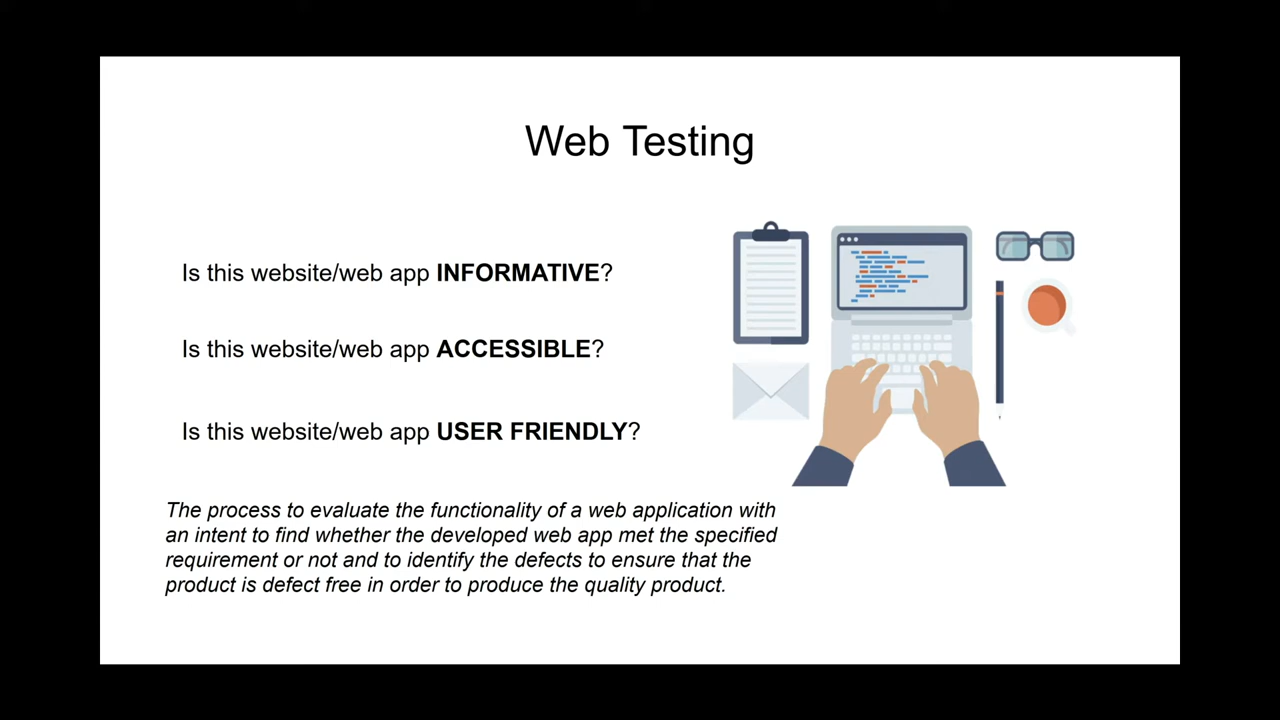 Web Testing
Is this website/web app INFORMATIVE?
Is this website/web app ACCESSIBLE?
Is this website/web app USER FRIENDLY?
The process to evaluate the functionality of a web application with
an intent to find whether the developed web app met the specified
requirement or not and to identify the defects to ensure that the
product is defect free in order to produce the quality product.